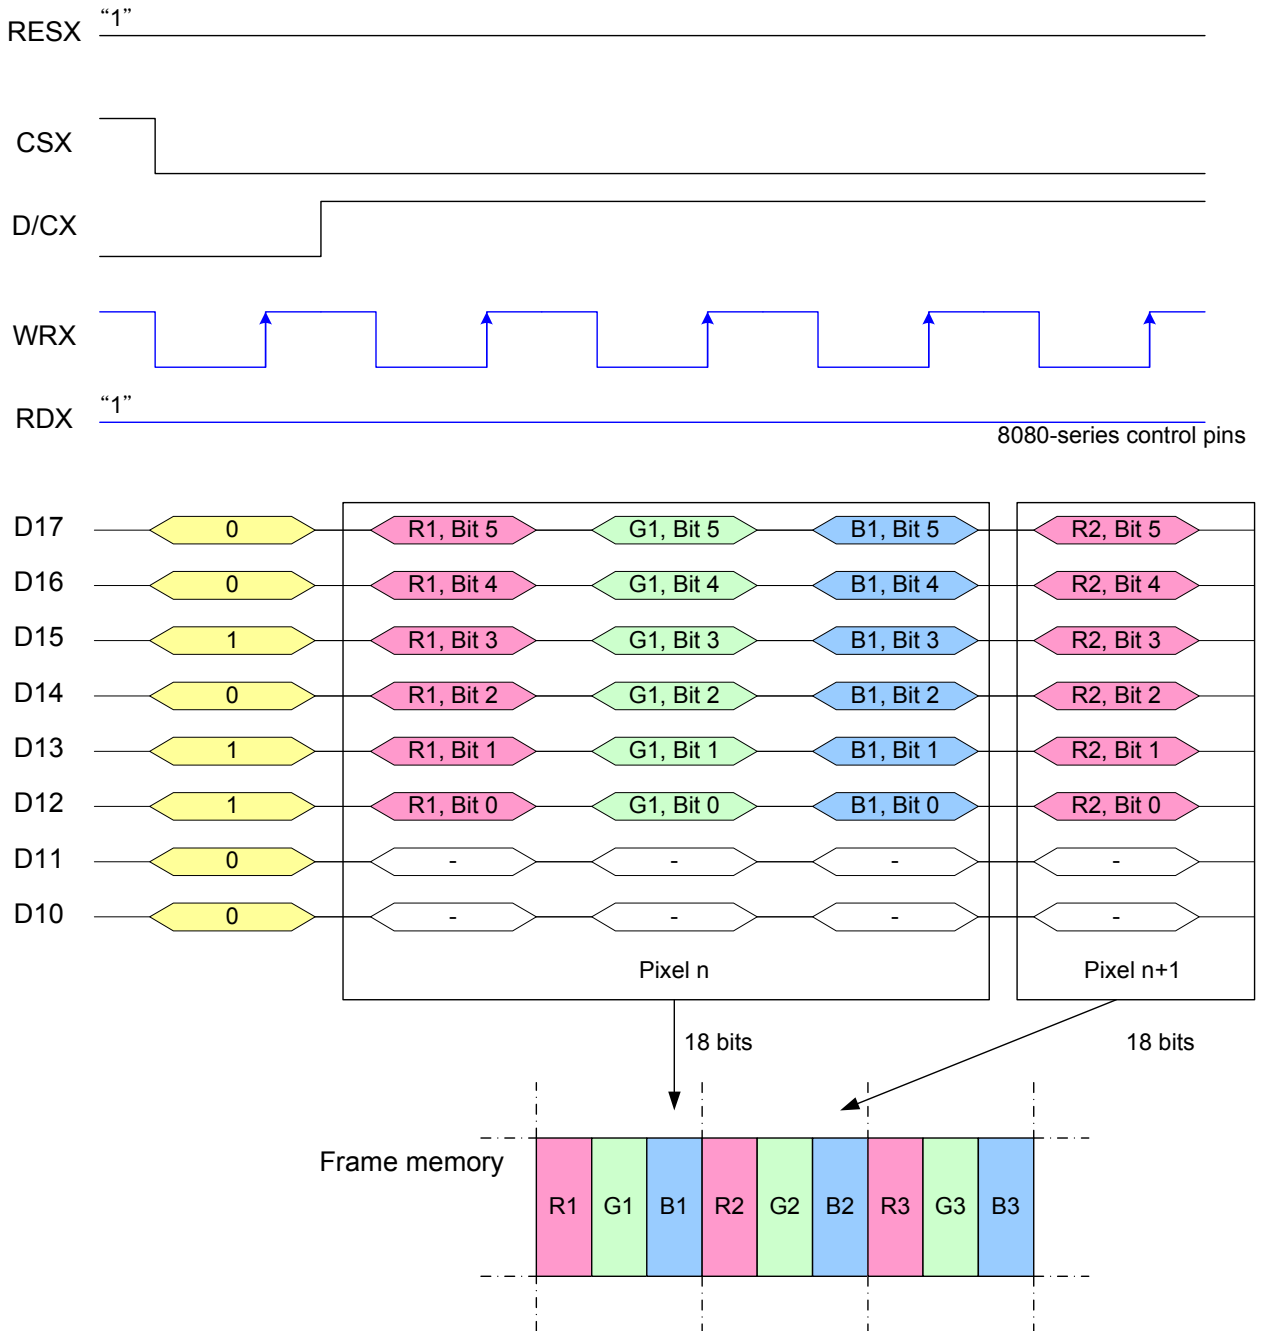 RESX “1”
CSX
D/CX
WRX
RDX “1”
8080-series control pins
D17 0 R1, Bit 5 G1, Bit 5 B1, Bit 5 R2, Bit 5
D16 0 R1, Bit 4 G1, Bit 4 B1, Bit 4 R2, Bit 4
D15 1 R1, Bit 3 G1, Bit 3 B1, Bit 3 R2, Bit 3
D14 0 R1, Bit 2 G1, Bit 2 B1, Bit 2 R2, Bit 2
D13 1 R1, Bit 1 G1, Bit 1 B1, Bit 1 R2, Bit 1
D12 1 R1, Bit 0 G1, Bit 0 B1, Bit 0 R2, Bit 0
D11 0 - - - -
D10 0 - - - -
Pixel n Pixel n+1
18 bits 18 bits
Frame memory
R1 G1 B1 R2 G2 B2 R3 G3 B3